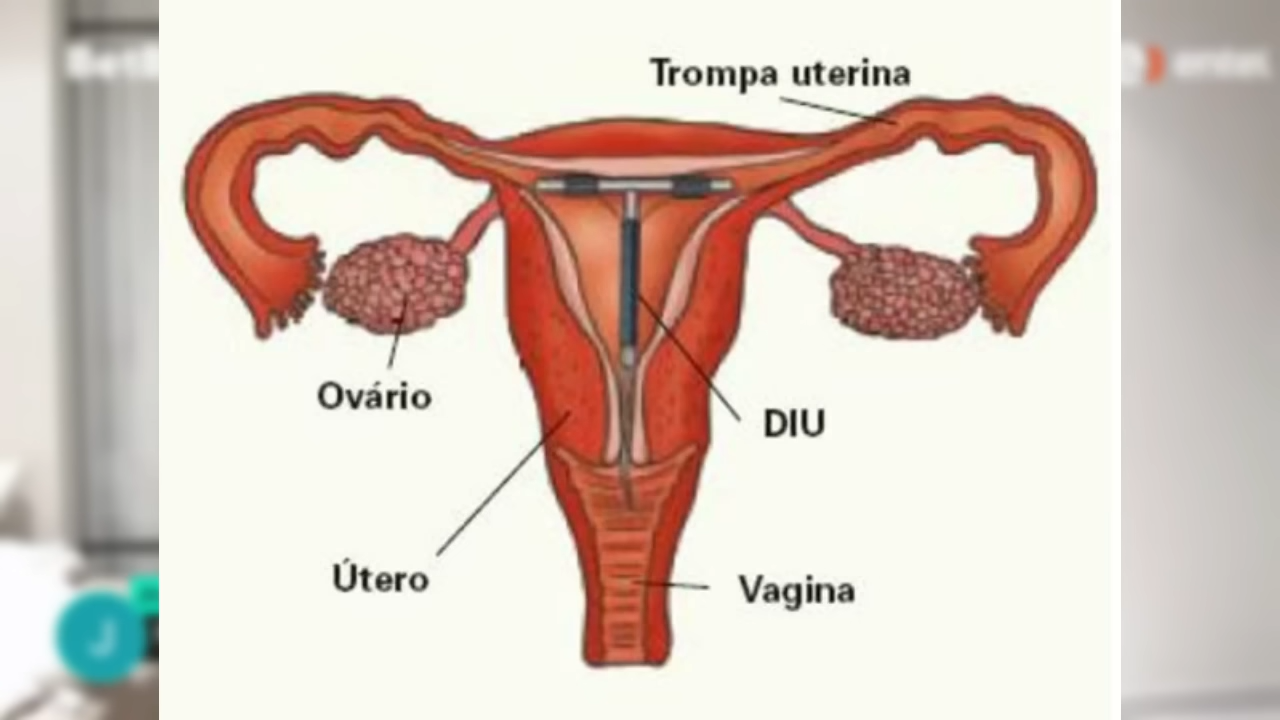 Trompa uterina
Ovário
DIU
Útero
Vagina
J